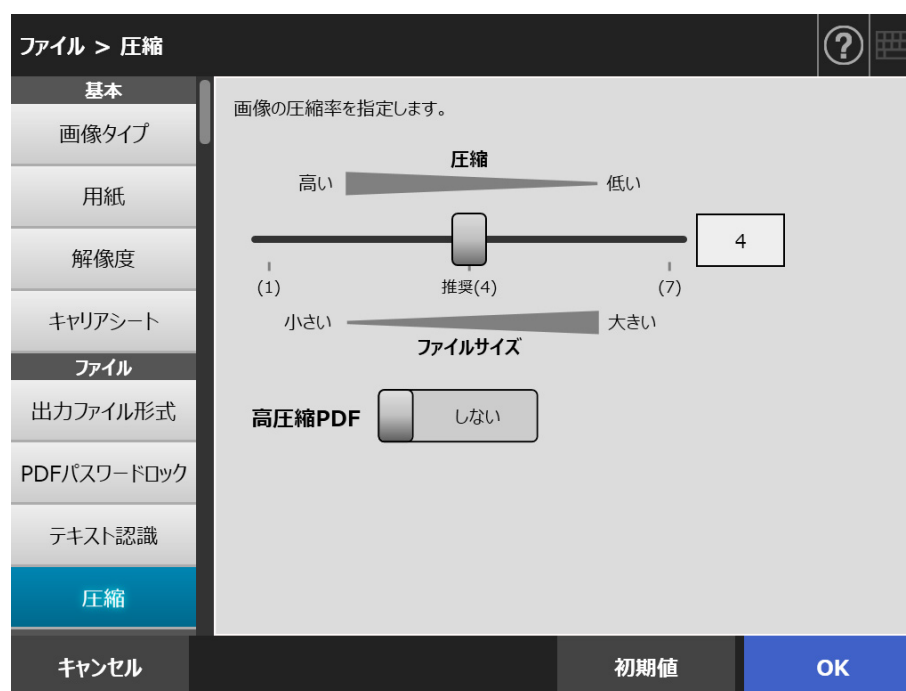 ファイル > 圧縮
?
基本
画像タイプ
用紙
解像度
キャリアシート
ファイル
出力ファイル形式
PDFパスワードロック
テキスト認識
圧縮
画像の圧縮率を指定します。
圧縮
高い 低い
4
(1) 推奨(4) (7)
小さい 大きい
ファイルサイズ
高圧縮PDF しない
キャンセル 初期値 OK